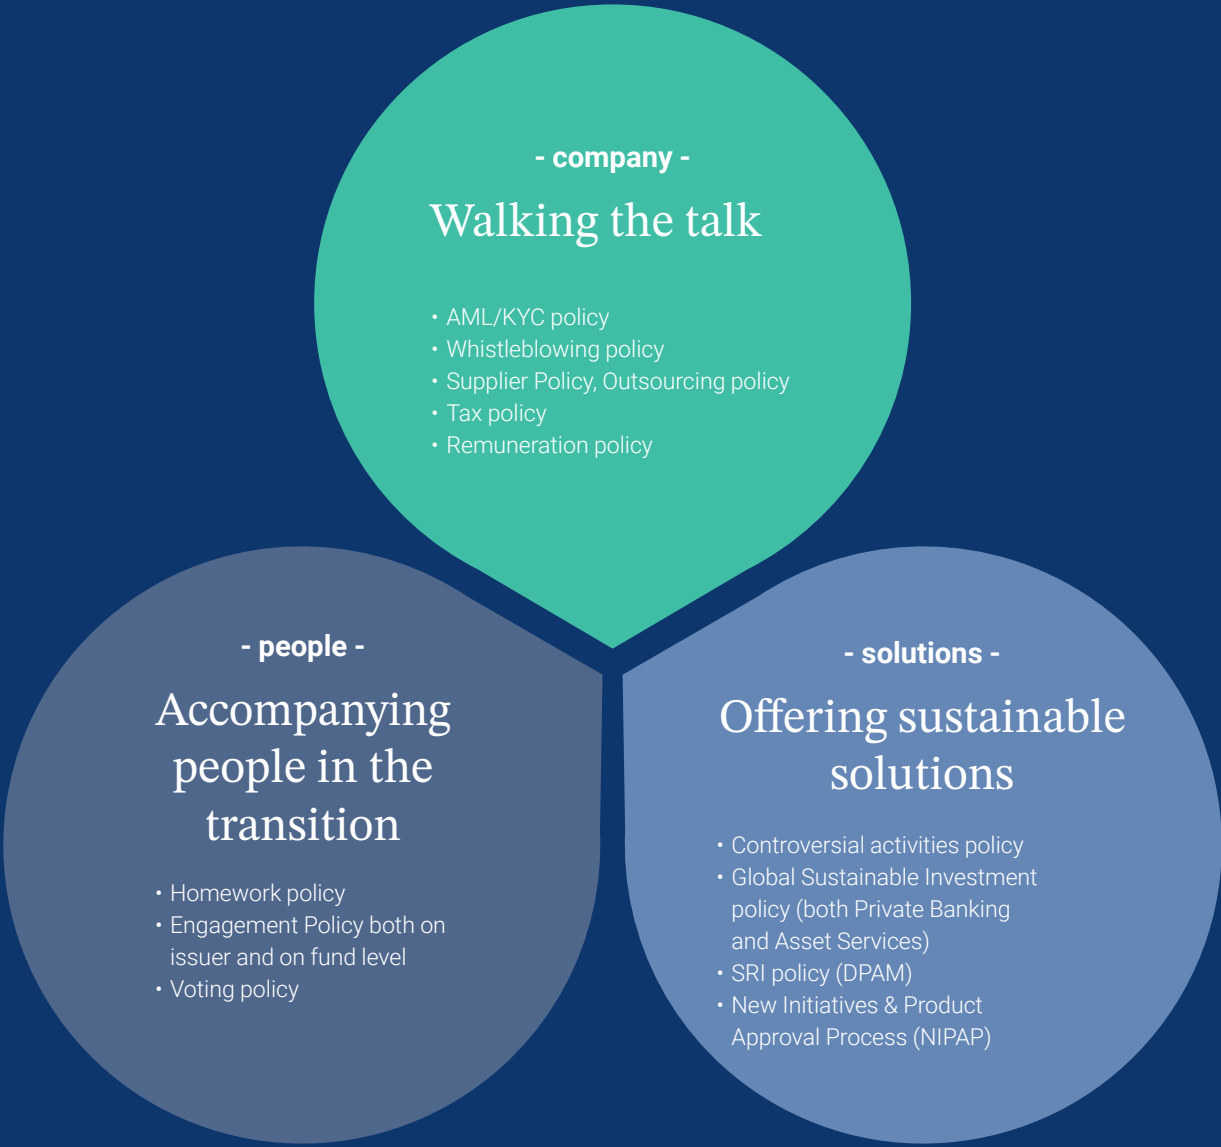 - company -
Walking the talk
• AML/KYC policy
• Whistleblowing policy
• Supplier Policy, Outsourcing policy
• Tax policy
• Remuneration policy
- people -
Accompanying
people in the
transition
• Homework policy
• Engagement Policy both on
issuer and on fund level
• Voting policy
- solutions -
Offering sustainable
solutions
• Controversial activities policy
• Global Sustainable Investment
policy (both Private Banking
and Asset Services)
• SRI policy (DPAM)
• New Initiatives & Product
Approval Process (NIPAP)